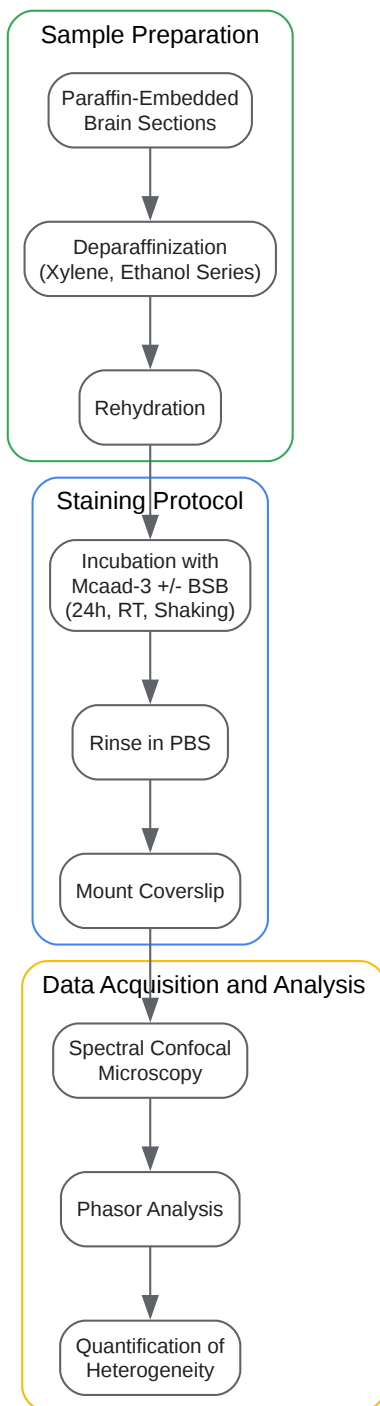 Sample Preparation
Paraffin-Embedded
Brain Sections
Deparaffinization
(Xylene, Ethanol Series)
Rehydration
Staining Protocol
Incubation with
Mcaad-3 +/- BSB
(24h, RT, Shaking)
Rinse in PBS
Mount Coverslip
Data Acquisition and Analysis
Spectral Confocal
Microscopy
Phasor Analysis
Quantification of
Heterogeneity